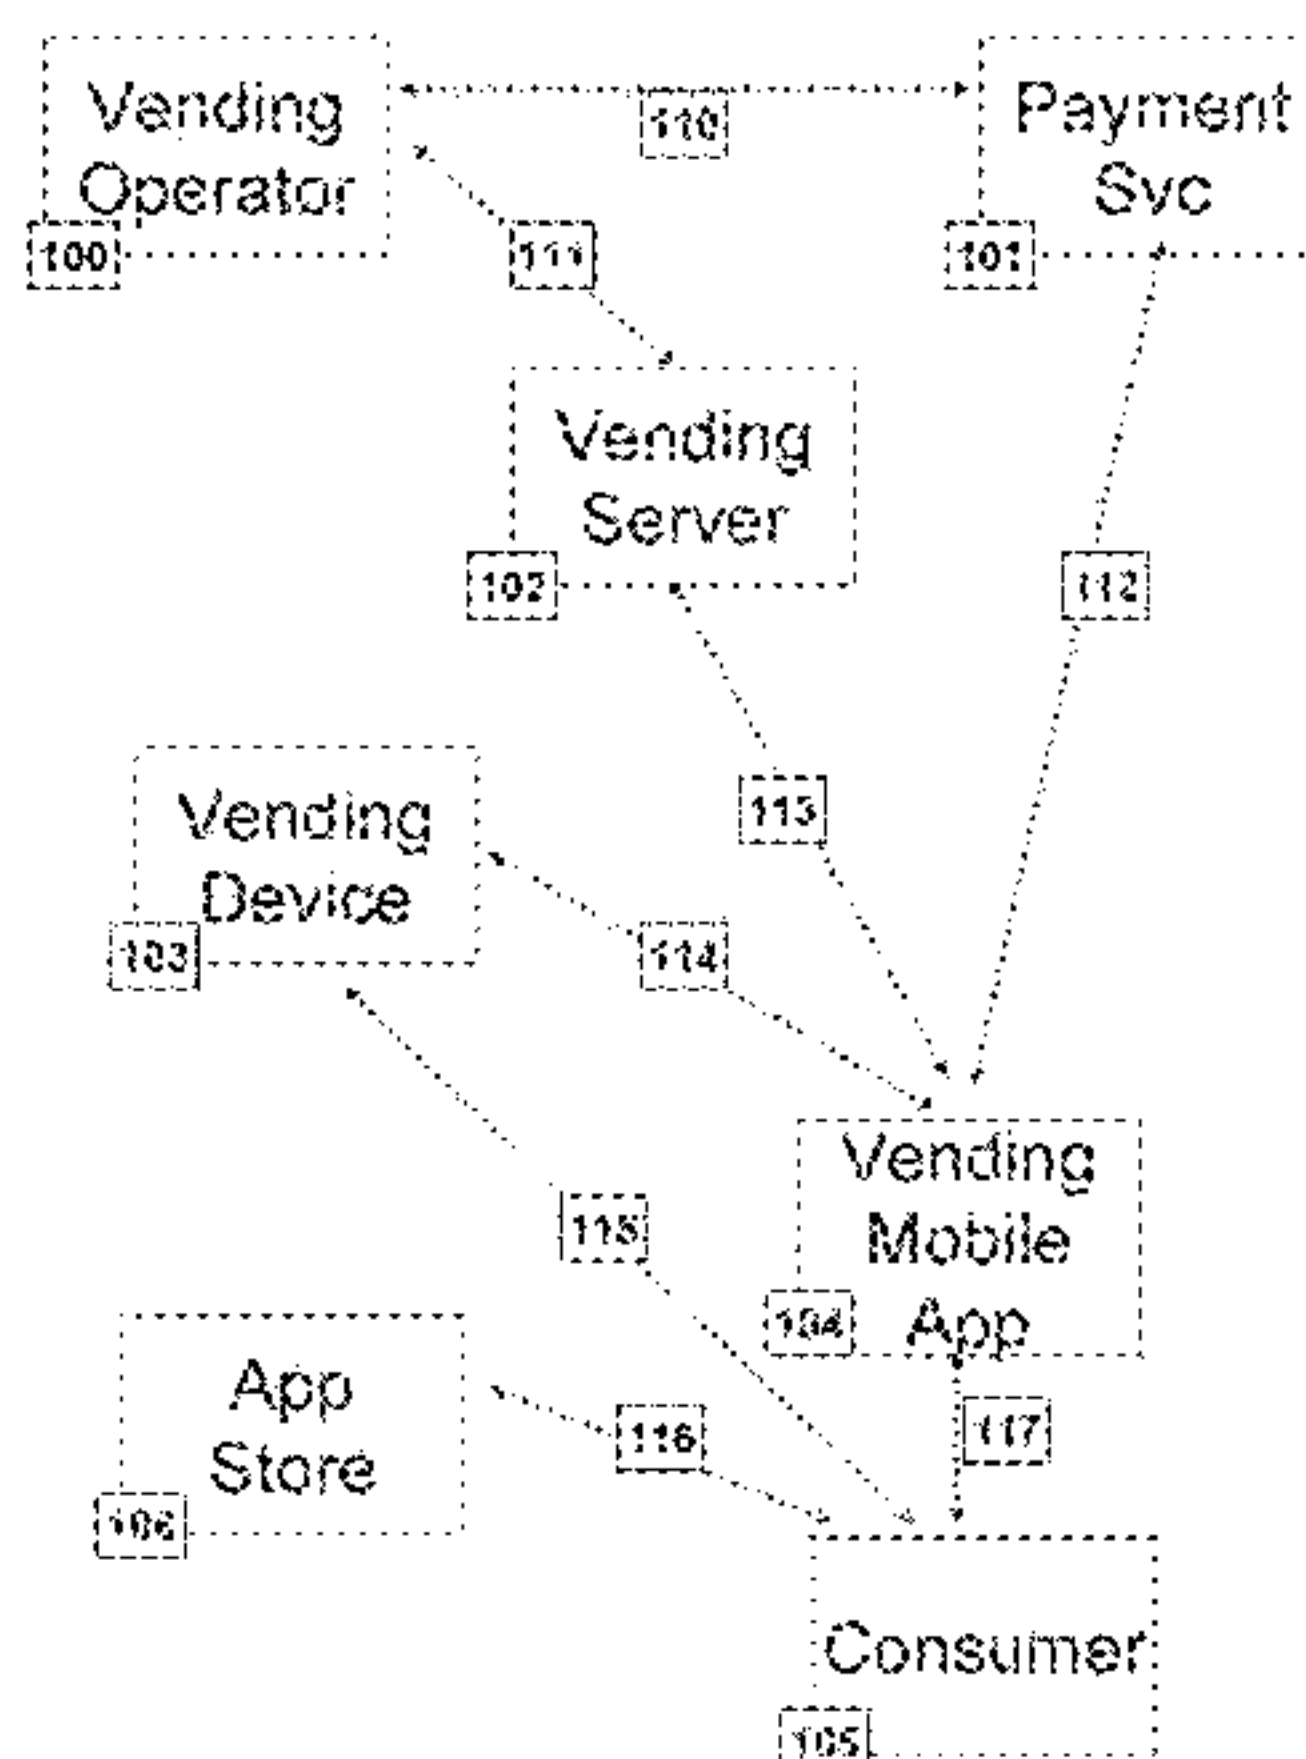 Vending
Operator
100
110
Payment
Svc
101
111
Vending
Server
102
112
113
Vending
Device
103
114
Vending
Mobile
App
104
App
Store
106
116
117
Consumer
105